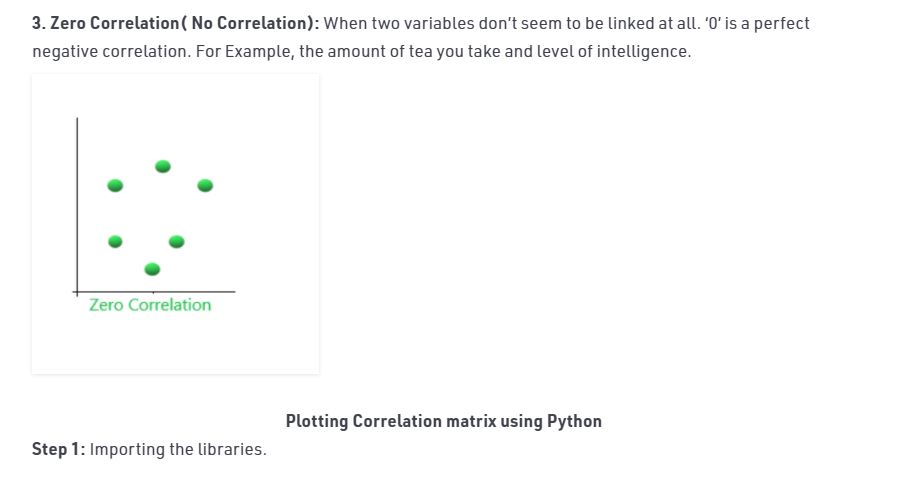 3. Zero Correlation( No Correlation): When two variables don't seem to be linked at all. '0' is a perfect
negative correlation. For Example, the amount of tea you take and level of intelligence.
Zero Correlation
Plotting Correlation matrix using Python
Step 1: Importing the libraries.